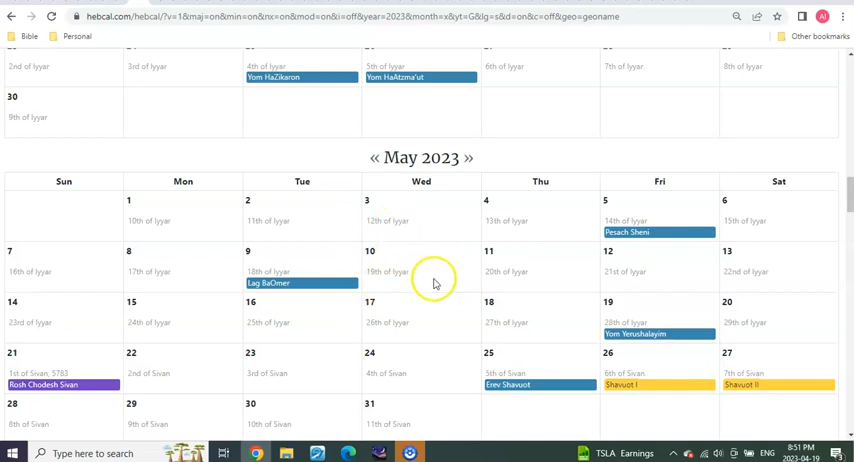 hebcal.com/hebcal/?v=1&maj=on&min=on&nx=on&mod=on&i=off&year=2023&month=x&yt=G&lg=s&d=on&c=off&geo=geoname
AI
Bible
Personal
Other bookmarks
2nd of Iyyar
3rd of Iyyar
4th of Iyyar
5th of Iyyar
6th of Iyyar
7th of Iyyar
8th of Iyyar
Yom HaZikaron
Yom HaAtzma'ut
30
9th of Iyyar
« May 2023 »
Sun Mon Tue Wed Thu Fri Sat
1 2 3 4 5 6
10th of Iyyar 11th of Iyyar 12th of Iyyar 13th of Iyyar 14th of Iyyar 15th of Iyyar
Pesach Sheni
7 8 9 10 11 12 13
16th of Iyyar 17th of Iyyar 18th of Iyyar 19th of Iyyar 20th of Iyyar 21st of Iyyar 22nd of Iyyar
Lag BaOmer
14 15 16 17 18 19 20
23rd of Iyyar 24th of Iyyar 25th of Iyyar 26th of Iyyar 27th of Iyyar 28th of Iyyar 29th of Iyyar
Yom Yerushalayim
21 22 23 24 25 26 27
1st of Sivan, 5783 2nd of Sivan 3rd of Sivan 4th of Sivan 5th of Sivan 6th of Sivan 7th of Sivan
Rosh Chodesh Sivan Erev Shavuot Shavuot I Shavuot II
28 29 30 31
8th of Sivan 9th of Sivan 10th of Sivan 11th of Sivan
Type here to search
TSLA Earnings
ENG
8:51 PM
2023-04-19
3